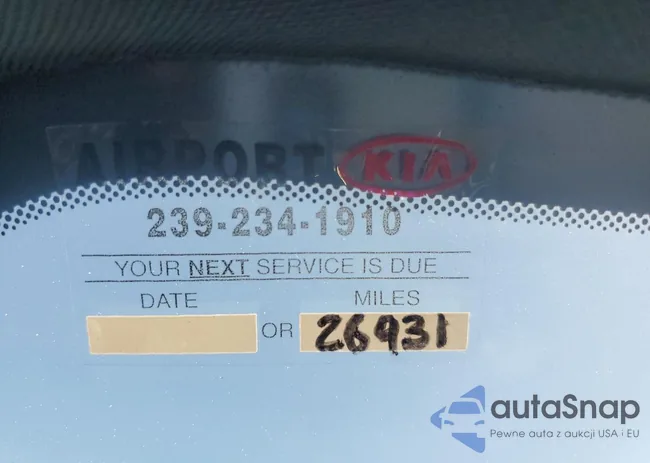 AIRPORT KIA
239-234-1910
YOUR NEXT SERVICE IS DUE
DATE
MILES
OR
26931
autaSnap
Pewne auta z aukcji USA i EU